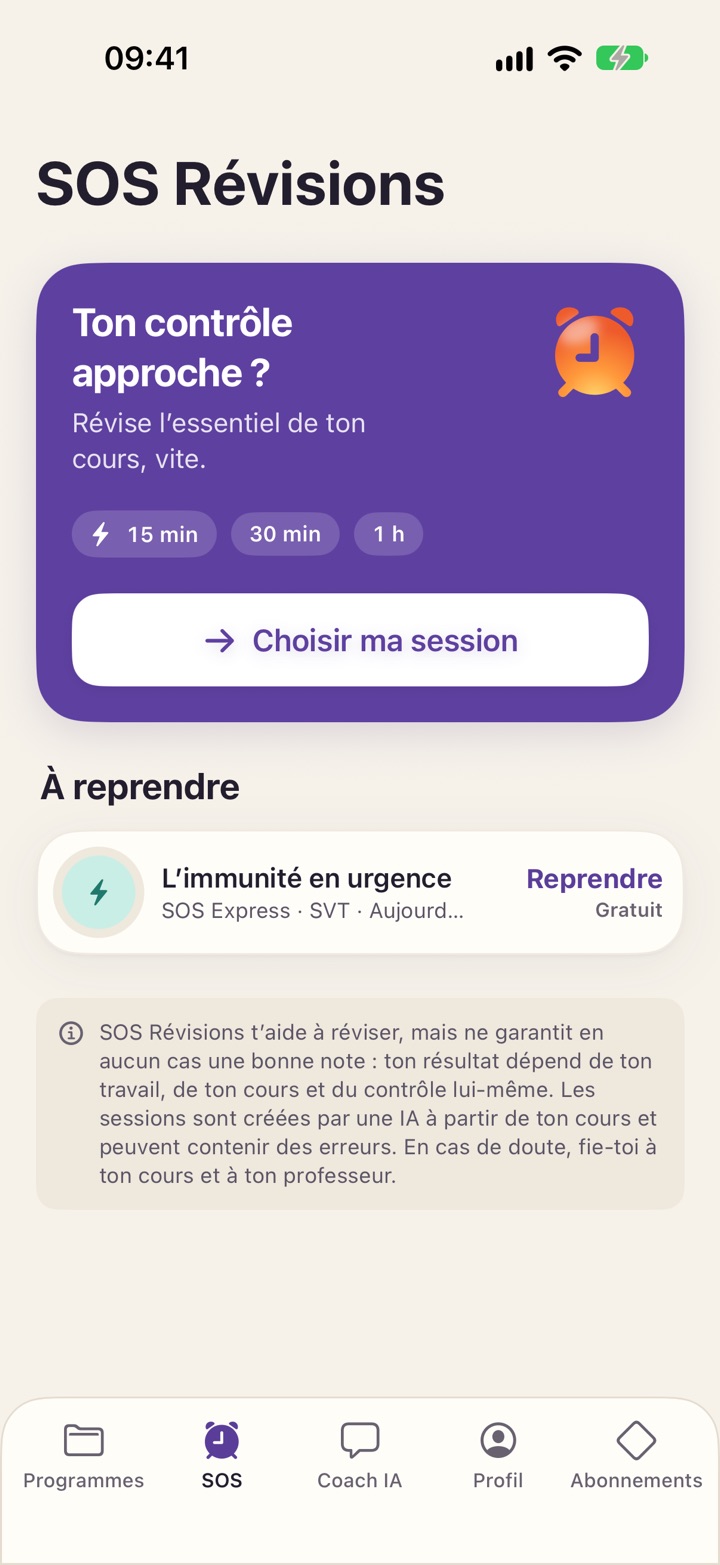 09:41
SOS Révisions
Ton contrôle
approche ?
Révise l’essentiel de ton
cours, vite.
15 min
30 min
1 h
→ Choisir ma session
À reprendre
L’immunité en urgence
Reprendre
SOS Express · SVT · Aujourd...
Gratuit
SOS Révisions t’aide à réviser, mais ne garantit en
aucun cas une bonne note : ton résultat dépend de ton
travail, de ton cours et du contrôle lui-même. Les
sessions sont créées par une IA à partir de ton cours et
peuvent contenir des erreurs. En cas de doute, fie-toi à
ton cours et à ton professeur.
Programmes
SOS
Coach IA
Profil
Abonnements